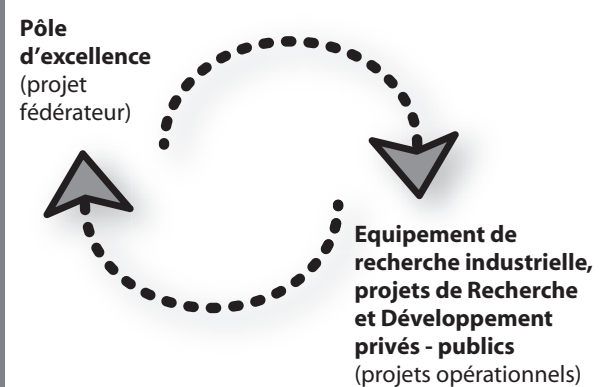 Pôle
d’excellence
(projet
fédérateur)
Equipement de
recherche industrielle,
projets de Recherche
et Développement
privés - publics
(projets opérationnels)